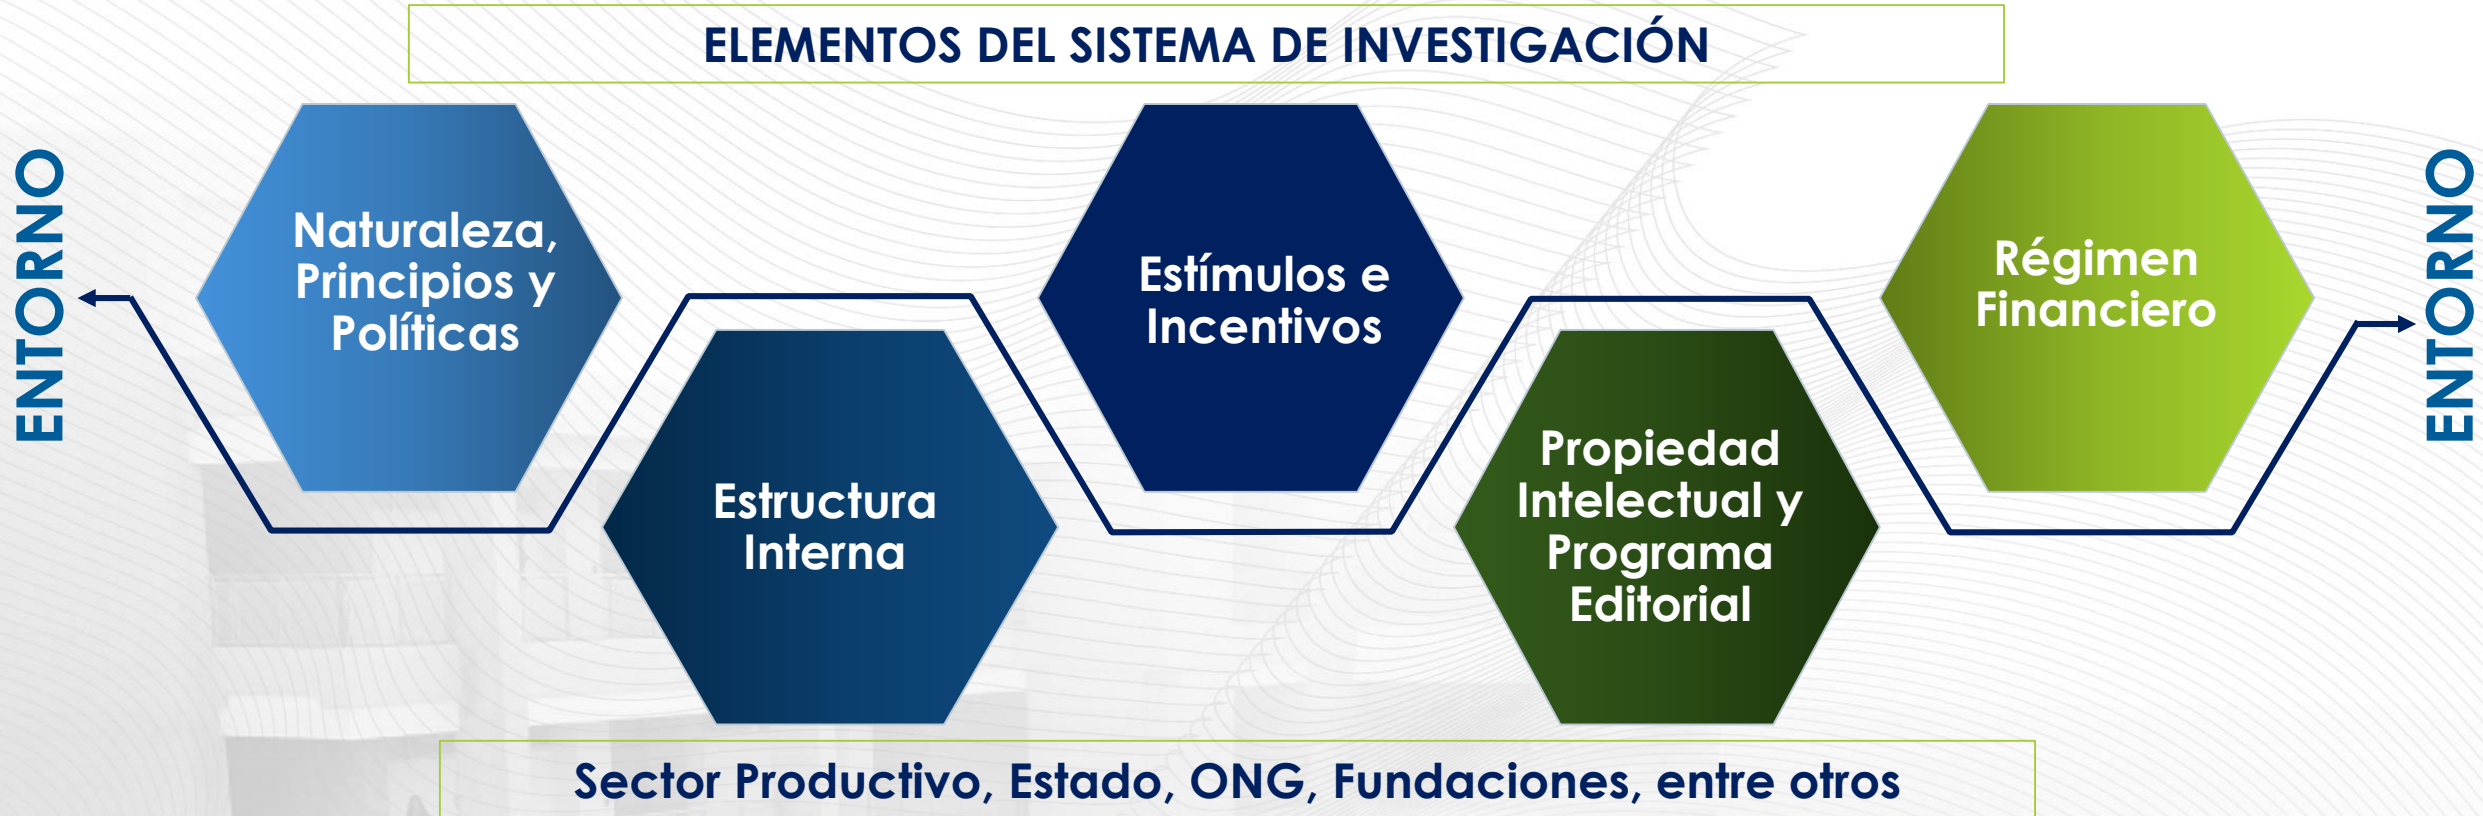 ELEMENTOS DEL SISTEMA DE INVESTIGACIÓN
ENTORNO
Naturaleza,
Principios y
Políticas
Estructura
Interna
Estímulos e
Incentivos
Propiedad
Intelectual y
Programa
Editorial
Régimen
Financiero
ENTORNO
Sector Productivo, Estado, ONG, Fundaciones, entre otros